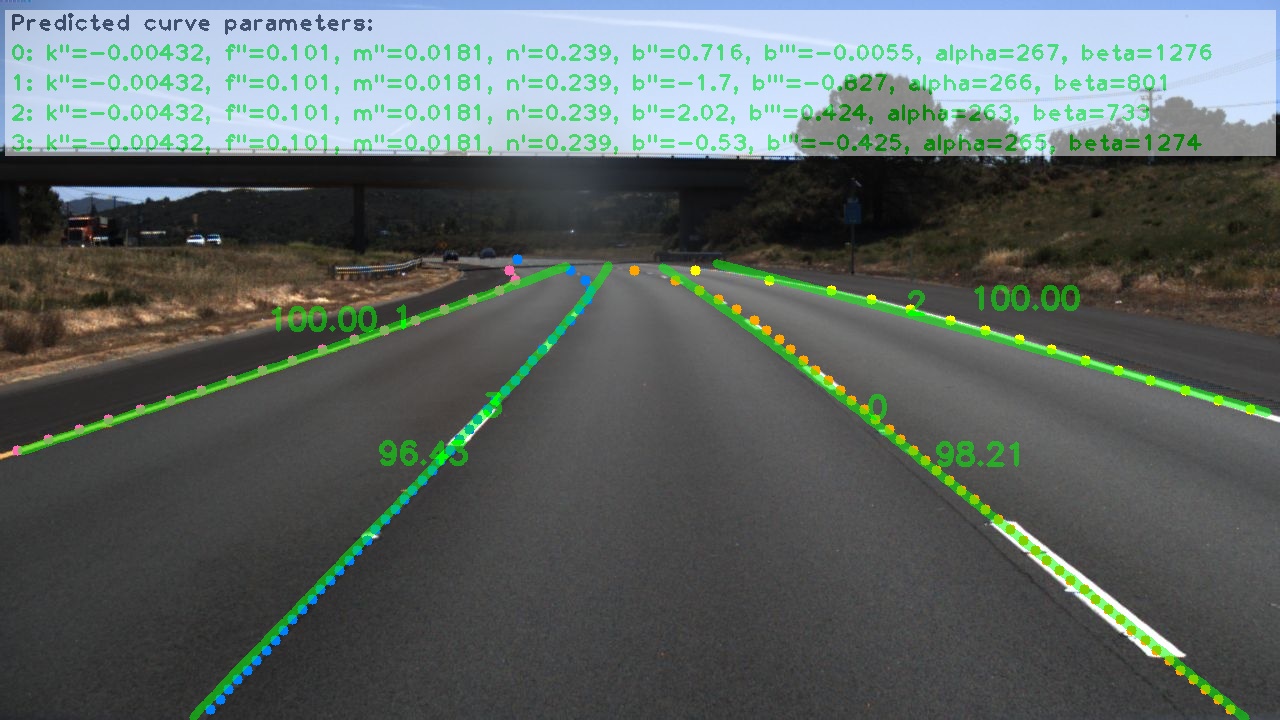 Predicted curve parameters:
0: k''=-0.00432, f''=0.101, m''=0.0181, n'=0.239, b''=0.716, b'''=-0.0055, alpha=267, beta=1276
1: k''=-0.00432, f''=0.101, m''=0.0181, n'=0.239, b''=-1.7, b'''=-0.827, alpha=266, beta=801
2: k''=-0.00432, f''=0.101, m''=0.0181, n'=0.239, b''=2.02, b'''=0.424, alpha=263, beta=733
3: k''=-0.00432, f''=0.101, m''=0.0181, n'=0.239, b''=-0.53, b'''=-0.425, alpha=265, beta=1274
2 100.00
100.00 1
3 0
96.43 98.21